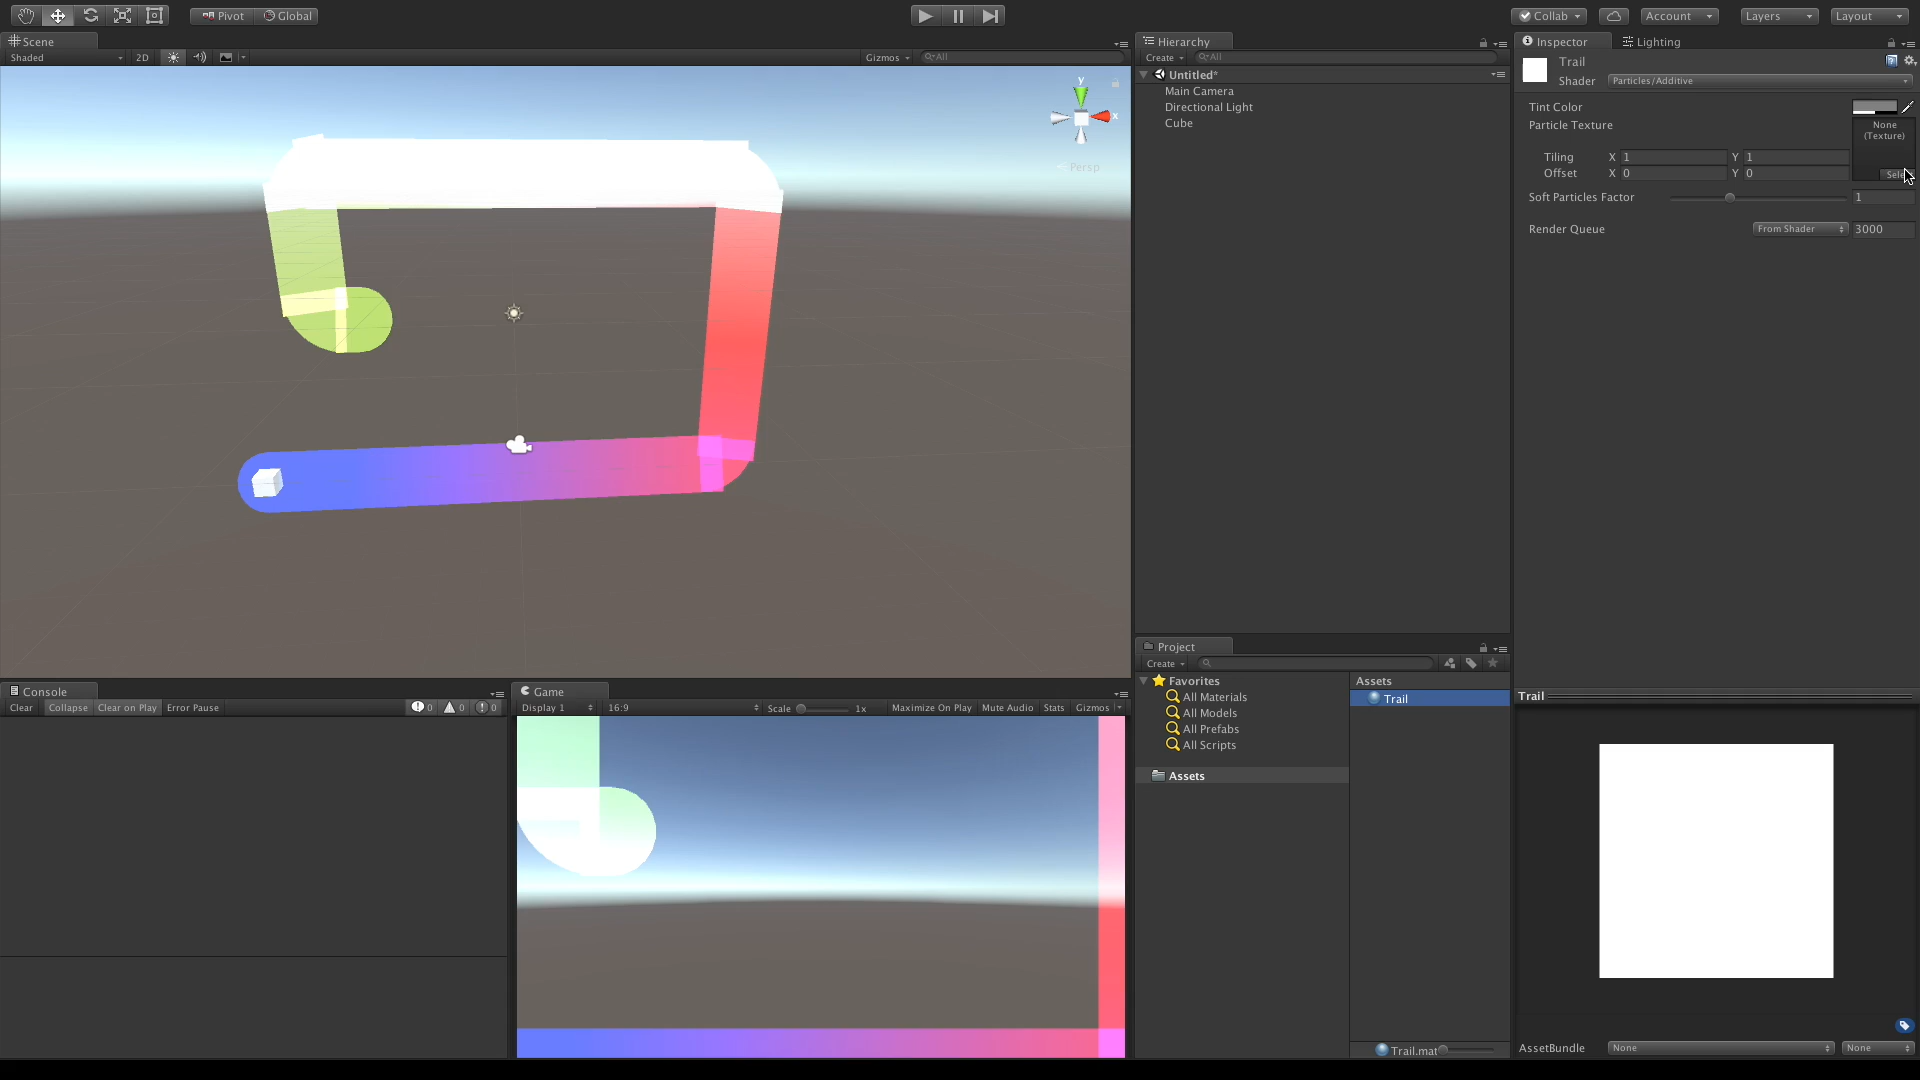 Pivot Global
Collab Account Layers Layout
Scene
Shaded 2D Gizmos All
y
x
Persp
Hierarchy
Create All
Untitled*
Main Camera
Directional Light
Cube
Inspector Lighting
Trail
Shader Particles/Additive
Tint Color
Particle Texture
None
(Texture)
Tiling X 1 Y 1
Offset X 0 Y 0
Soft Particles Factor 1
Render Queue From Shader 3000
Console
Clear Collapse Clear on Play Error Pause 0 0 0
Game
Display 1 16:9 Scale 1x Maximize On Play Mute Audio Stats Gizmos
Project
Create
Favorites
All Materials
All Models
All Prefabs
All Scripts
Assets
Assets
Trail
Trail.mat
Trail
AssetBundle None None